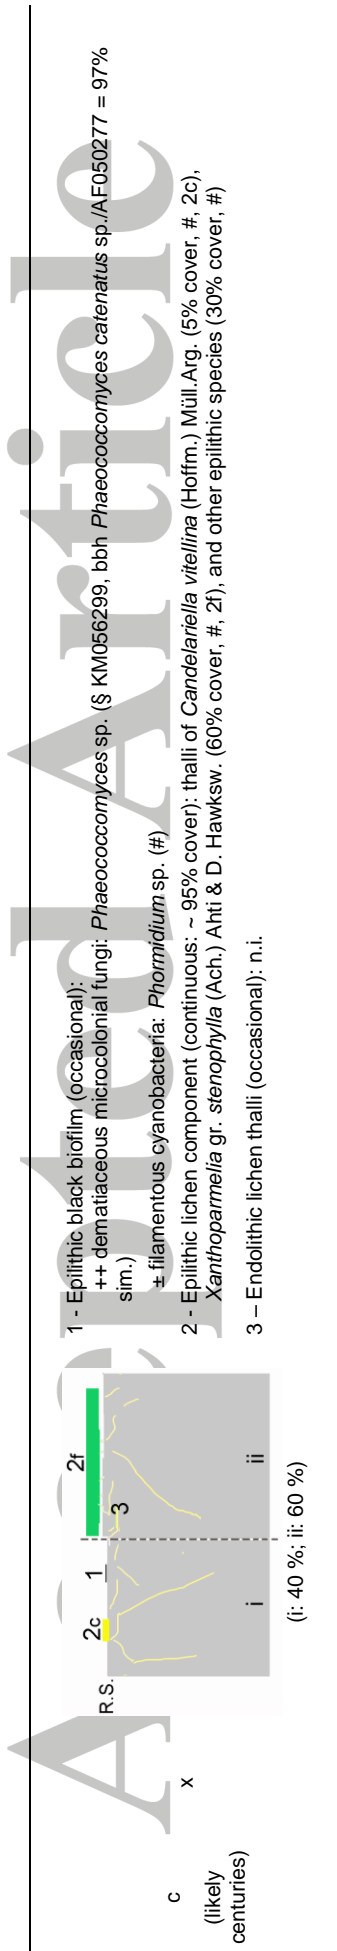 c
(likely
centuries)
x
R.S.
2c
1
2f
3
i
ii
(i: 40 %; ii: 60 %)
1 - Epilithic black biofilm (occasional):
++ dematiaceous microcolonial fungi: Phaeococcomyces sp. (§ KM056299, bbh Phaeococcomyces catenatus sp./AF050277 = 97%
sim.)
± filamentous cyanobacteria: Phormidium sp. (#)
2 - Epilithic lichen component (continuous: ~ 95% cover): thalli of Candelariella vitellina (Hoffm.) Müll.Arg. (5% cover, #, 2c),
Xanthoparmelia gr. stenophylla (Ach.) Ahti & D. Hawksw. (60% cover, #, 2f), and other epilithic species (30% cover, #)
3 – Endolithic lichen thalli (occasional): n.i.
Accepted Article